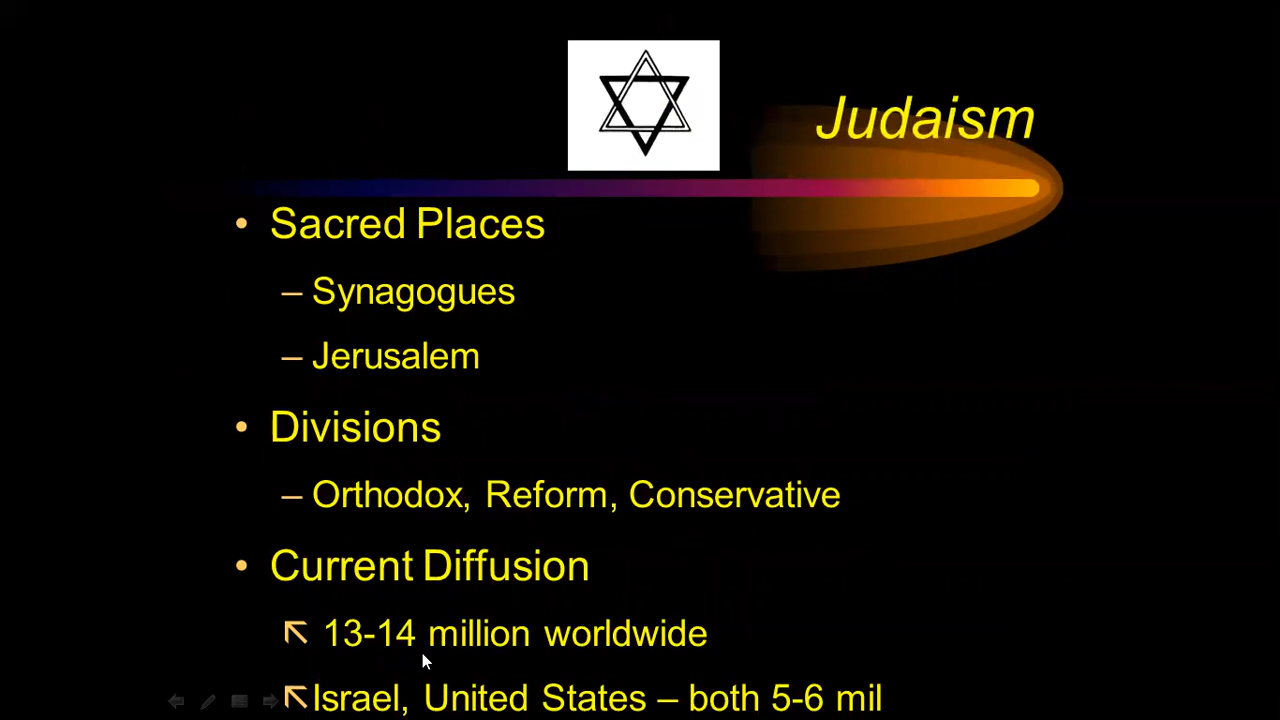 Judaism
• Sacred Places
– Synagogues
– Jerusalem
• Divisions
– Orthodox, Reform, Conservative
• Current Diffusion
↖ 13-14 million worldwide
↖ Israel, United States – both 5-6 mil